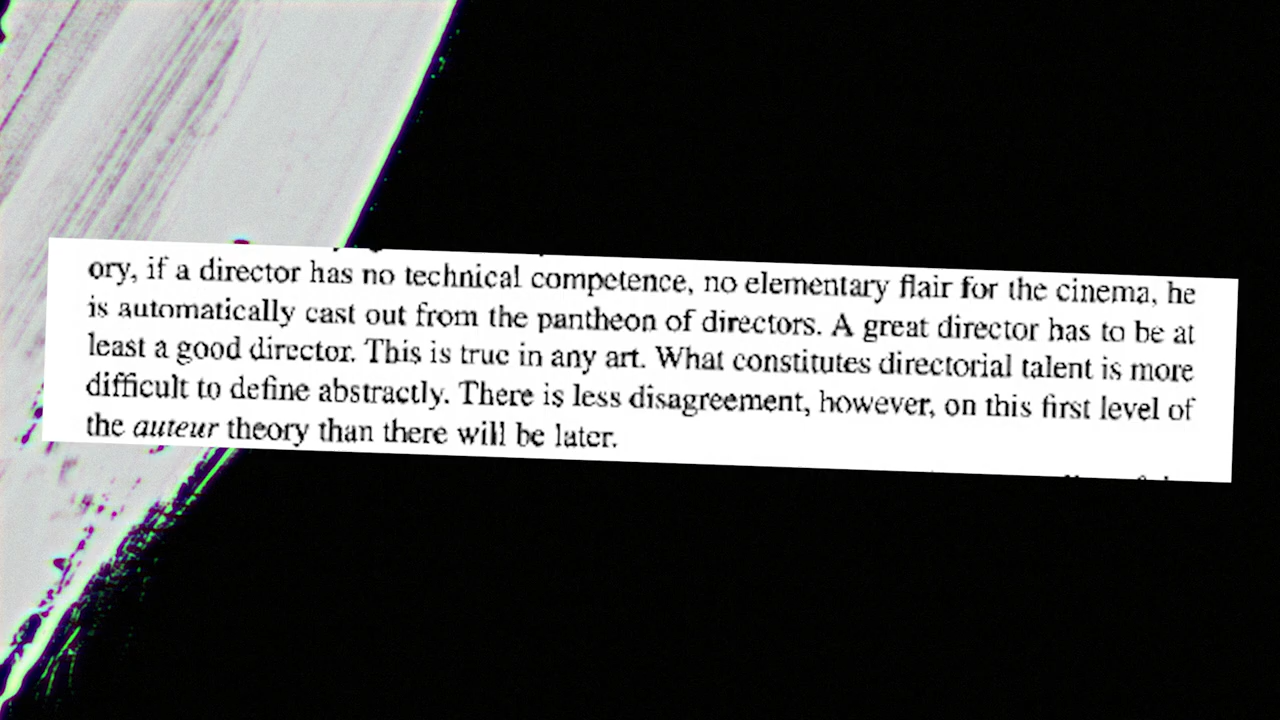 ory, if a director has no technical competence, no elementary flair for the cinema, he
is automatically cast out from the pantheon of directors. A great director has to be at
least a good director. This is true in any art. What constitutes directorial talent is more
difficult to define abstractly. There is less disagreement, however, on this first level of
the auteur theory than there will be later.